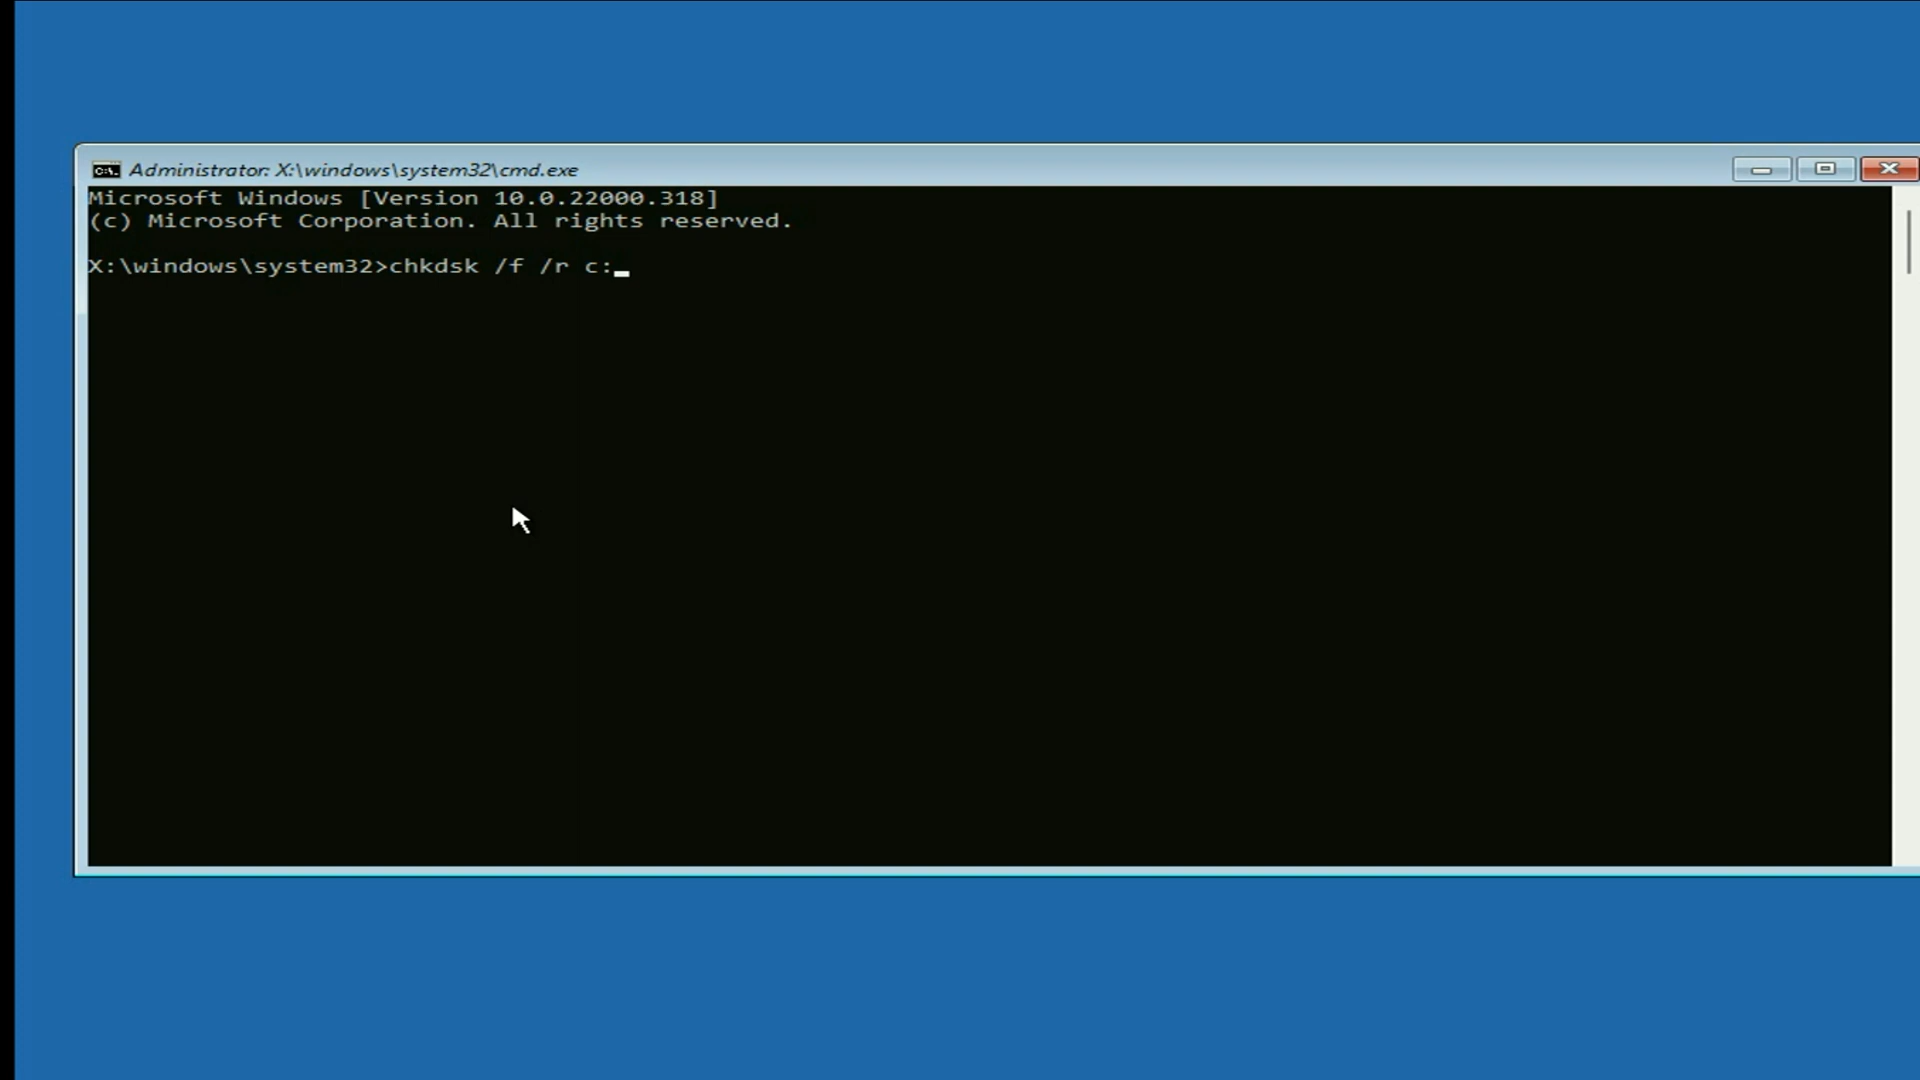 Administrator: X:\windows\system32\cmd.exe
Microsoft Windows [Version 10.0.22000.318]
(c) Microsoft Corporation. All rights reserved.
X:\windows\system32>chkdsk /f /r c: